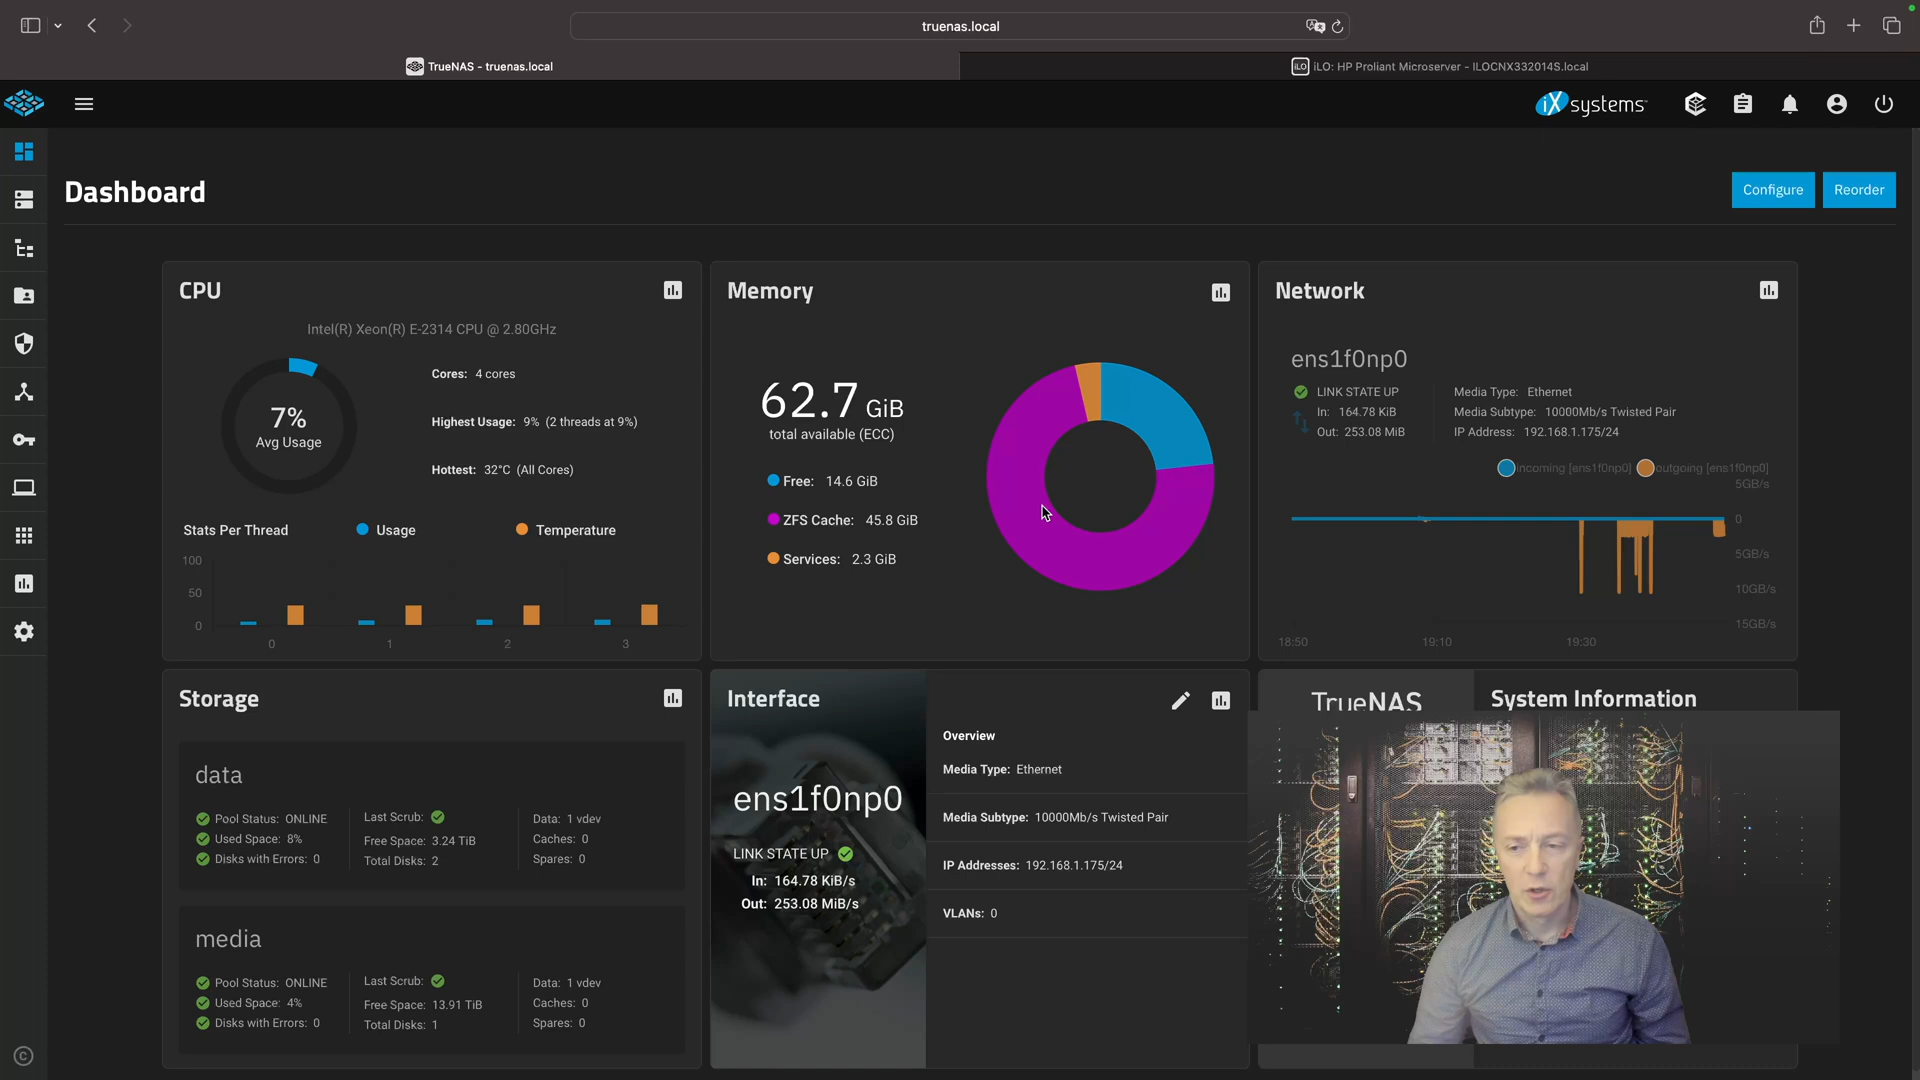 truenas.local
TrueNAS - truenas.local
iLO
iLO: HP Proliant Microserver - ILOCNX332014S.local
iXsystems
Dashboard
Configure
Reorder
CPU
Intel(R) Xeon(R) E-2314 CPU @ 2.80GHz
7%
Avg Usage
Cores: 4 cores
Highest Usage: 9% (2 threads at 9%)
Hottest: 32°C (All Cores)
Stats Per Thread
Usage
Temperature
100
50
0
0
1
2
3
Memory
62.7 GiB
total available (ECC)
Free: 14.6 GiB
ZFS Cache: 45.8 GiB
Services: 2.3 GiB
Network
ens1f0np0
LINK STATE UP
In: 164.78 KiB
Out: 253.08 MiB
Media Type: Ethernet
Media Subtype: 10000Mb/s Twisted Pair
IP Address: 192.168.1.175/24
incoming [ens1f0np0]
outgoing [ens1f0np0]
5GB/s
0
5GB/s
10GB/s
15GB/s
18:50
19:10
19:30
Storage
data
Pool Status: ONLINE
Used Space: 8%
Disks with Errors: 0
Last Scrub:
Free Space: 3.24 TiB
Total Disks: 2
Data: 1 vdev
Caches: 0
Spares: 0
media
Pool Status: ONLINE
Used Space: 4%
Disks with Errors: 0
Last Scrub:
Free Space: 13.91 TiB
Total Disks: 1
Data: 1 vdev
Caches: 0
Spares: 0
Interface
ens1f0np0
LINK STATE UP
In: 164.78 KiB/s
Out: 253.08 MiB/s
Overview
Media Type: Ethernet
Media Subtype: 10000Mb/s Twisted Pair
IP Addresses: 192.168.1.175/24
VLANs: 0
TrueNAS
System Information